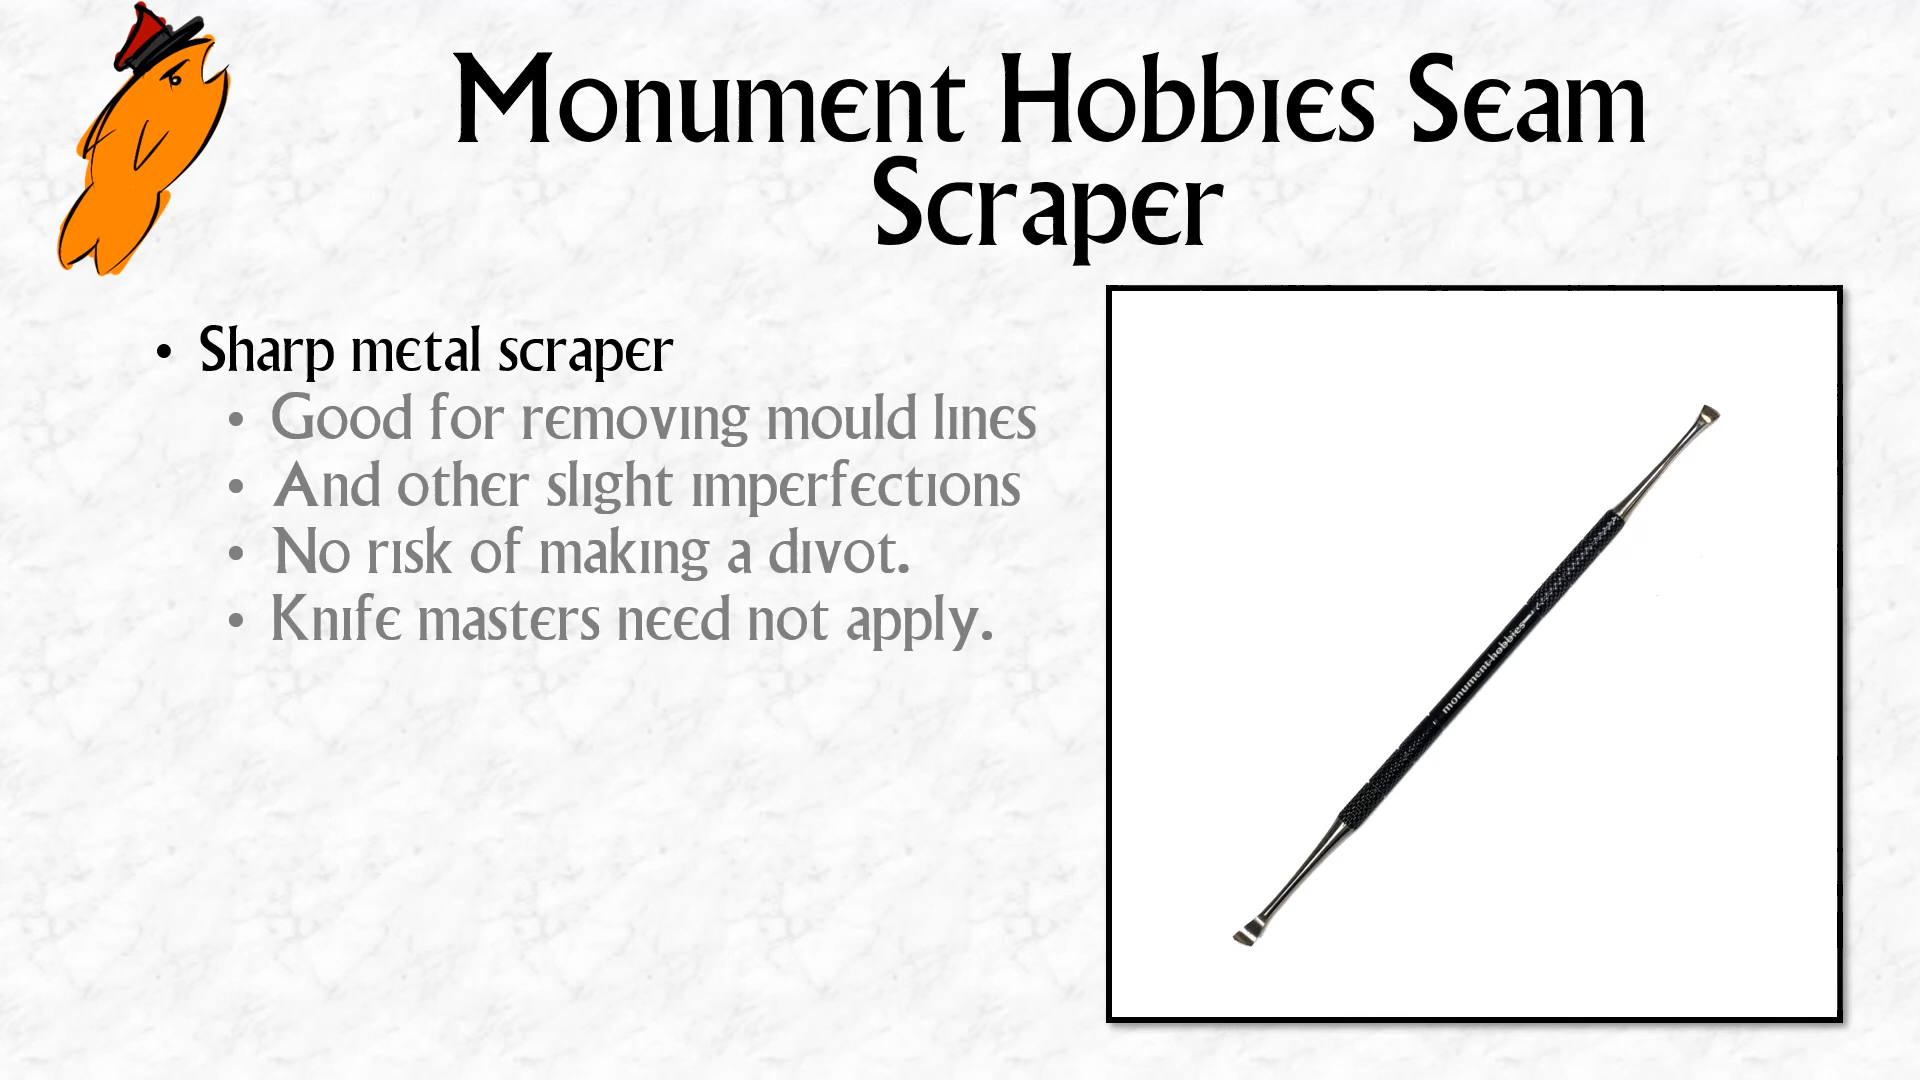 Monument Hobbies Seam
Scraper
• Sharp metal scraper
• Good for removing mould lines
• And other slight imperfections
• No risk of making a divot.
• Knife masters need not apply.
monument hobbies